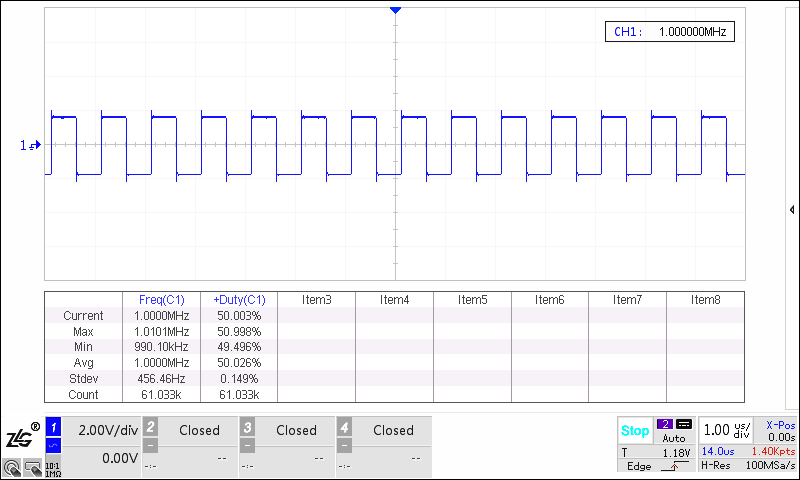 CH1: 1.000000MHz
1
Freq(C1) +Duty(C1) Item3 Item4 Item5 Item6 Item7 Item8
Current 1.0000MHz 50.003%
Max 1.0101MHz 50.998%
Min 990.10kHz 49.496%
Avg 1.0000MHz 50.026%
Stdev 456.46Hz 0.149%
Count 61.033k 61.033k
ZLG®
1 2.00V/div 2 Closed 3 Closed 4 Closed
0.00V -:- -- -:- -- -:- --
10:1
1MΩ
Stop 2 Auto 1.00 us/div X-Pos
0.00s
T 1.18V 14.0us 1.40Kpts
Edge H-Res 100MSa/s